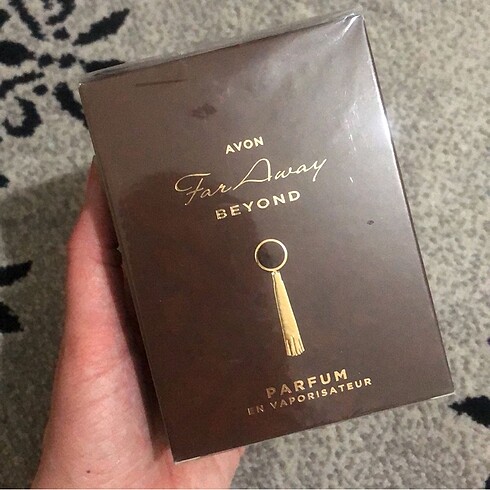 AVON
Far Away
BEYOND
PARFUM
EN VAPORISATEUR